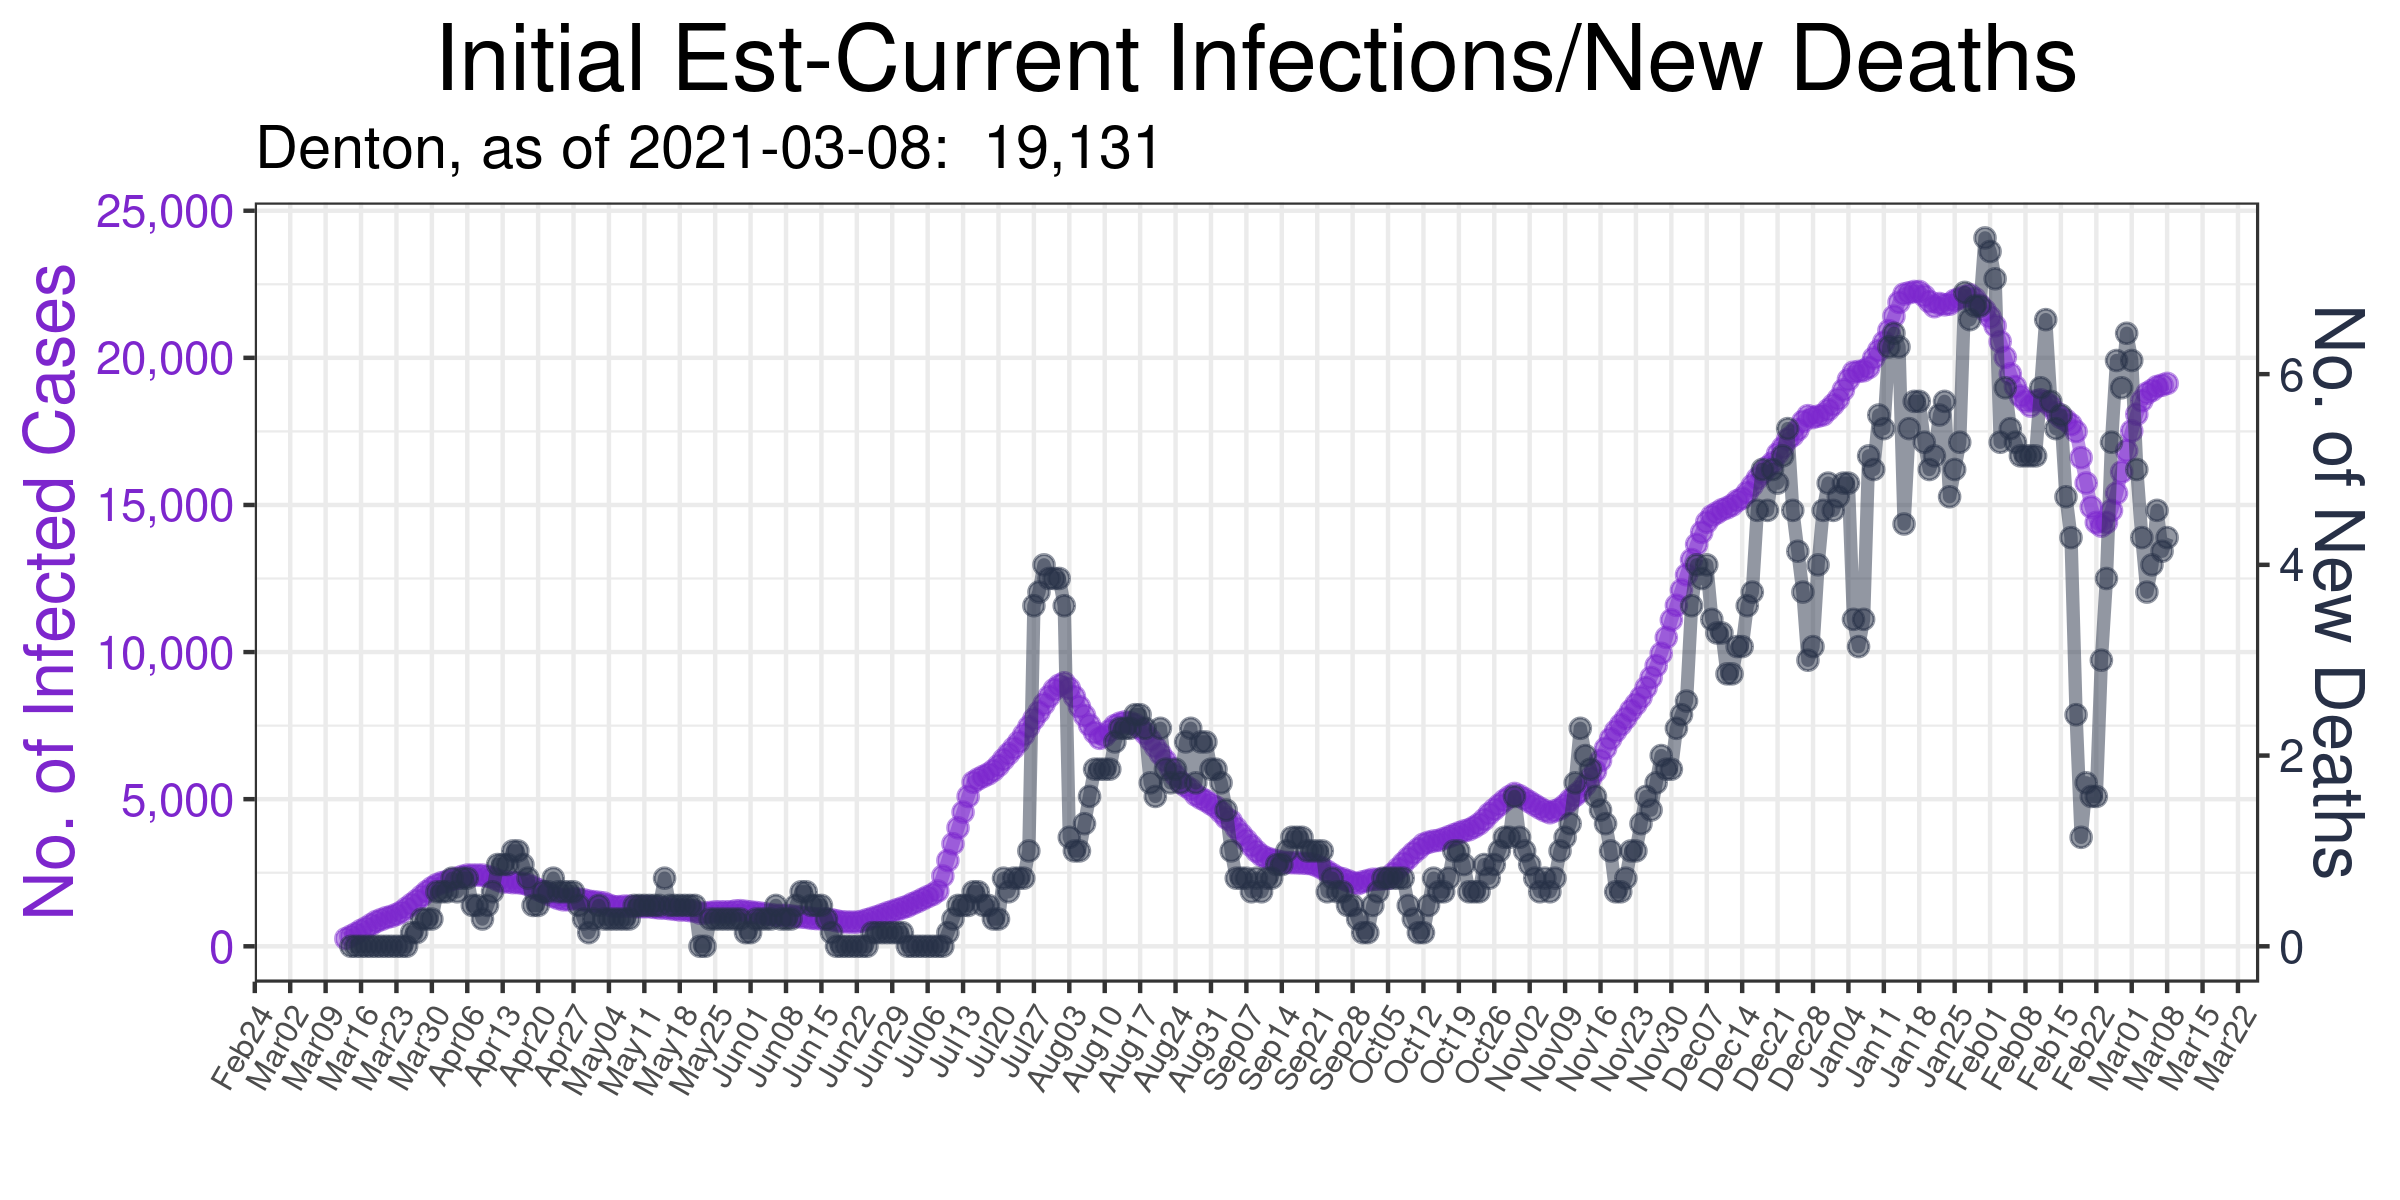 Initial Est-Current Infections/New Deaths
Denton, as of 2021-03-08:  19,131
No. of Infected Cases
25,000
20,000
15,000
10,000
5,000
0
No. of New Deaths
6
4
2
0
Feb24
Mar02
Mar09
Mar16
Mar23
Mar30
Apr06
Apr13
Apr20
Apr27
May04
May11
May18
May25
Jun01
Jun08
Jun15
Jun22
Jun29
Jul06
Jul13
Jul20
Jul27
Aug03
Aug10
Aug17
Aug24
Aug31
Sep07
Sep14
Sep21
Sep28
Oct05
Oct12
Oct19
Oct26
Nov02
Nov09
Nov16
Nov23
Nov30
Dec07
Dec14
Dec21
Dec28
Jan04
Jan11
Jan18
Jan25
Feb01
Feb08
Feb15
Feb22
Mar01
Mar08
Mar15
Mar22